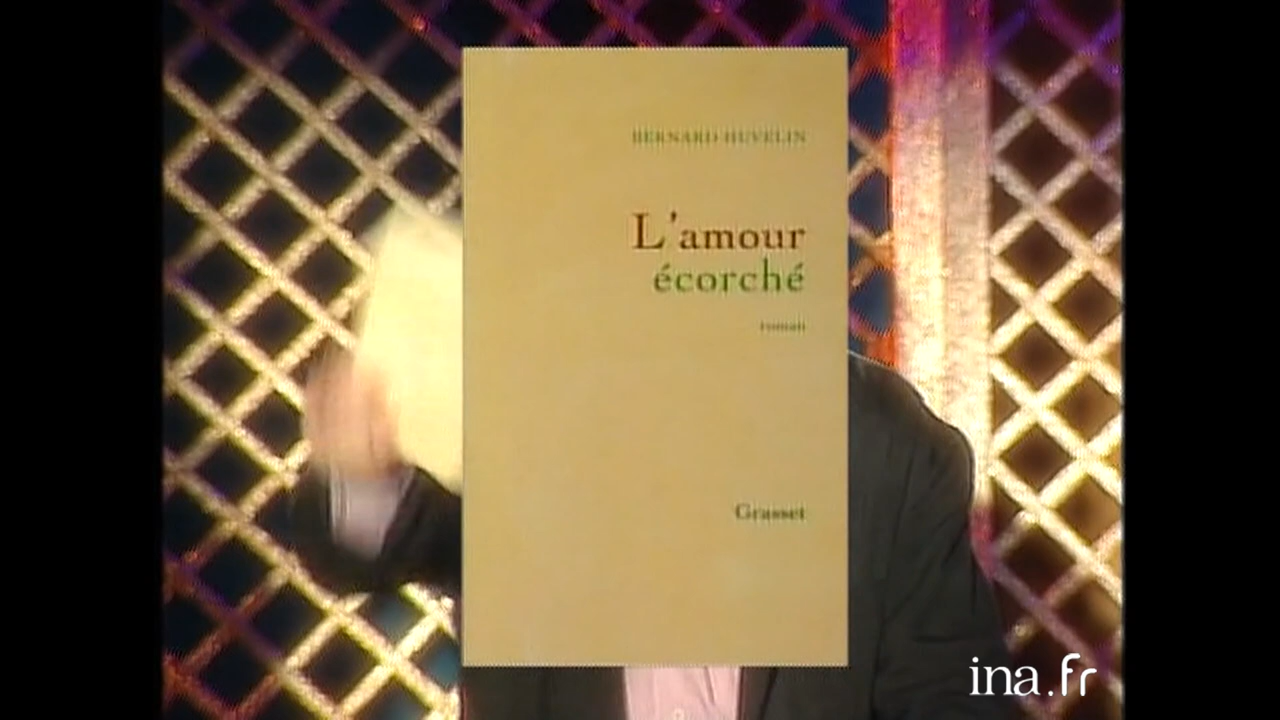 BERNARD HUVELIN
L'amour
écorché
roman
Grasset
ina.fr